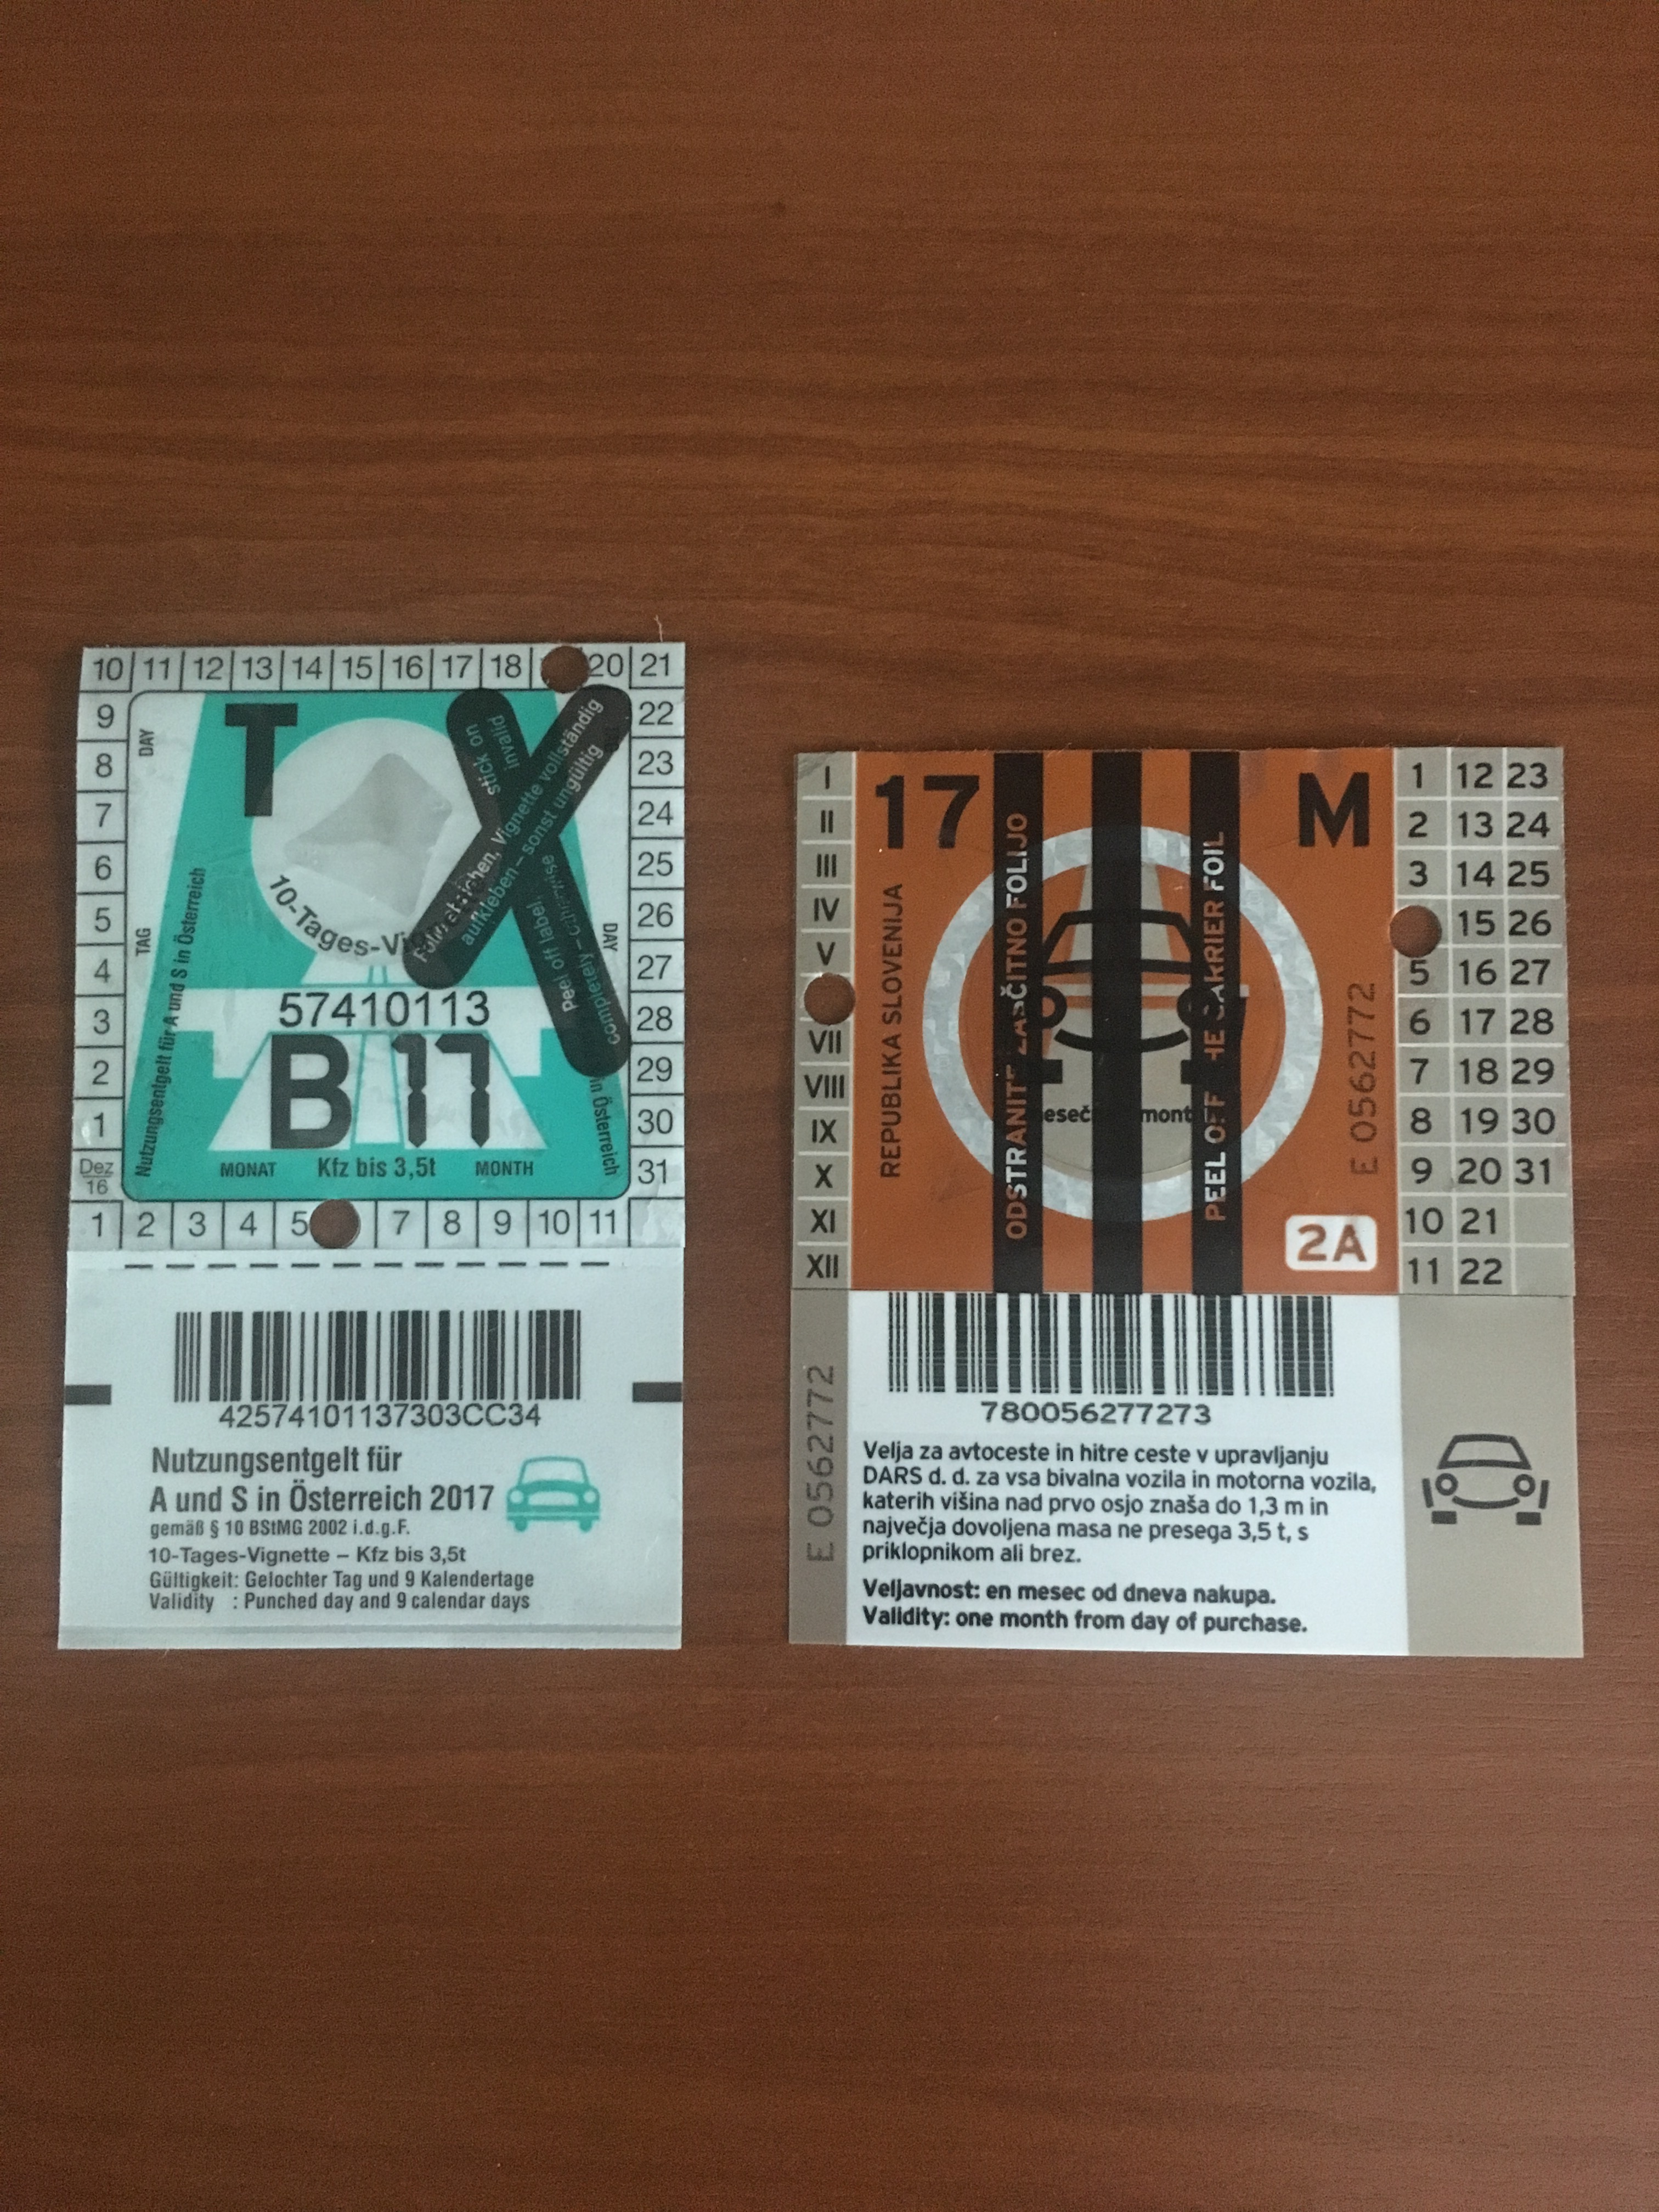 10 11 12 13 14 15 16 17 18 20 21
9
8
7
6
5
4
3
2
1
Dez
16
22
23
24
25
26
27
28
29
30
31
DAY
TAG
DAY
T
Nutzungsentgelt für A und S in Österreich
10-Tages-
Folie abziehen, Vignette vollständig
aufkleben – sonst ungültig
Peel off label, stick on
completely – otherwise invalid
in Österreich
57410113
B 17
MONAT Kfz bis 3,5t MONTH
1 2 3 4 5 7 8 9 10 11
42574101137303CC34
Nutzungsentgelt für
A und S in Österreich 2017
gemäß § 10 BStMG 2002 i.d.g.F.
10-Tages-Vignette – Kfz bis 3,5t
Gültigkeit: Gelochter Tag und 9 Kalendertage
Validity : Punched day and 9 calendar days
I
II
III
IV
V
VII
VIII
IX
X
XI
XII
17 M
REPUBLIKA SLOVENIJA
ODSTRANITE ZAŠČITNO FOLIJO
PEEL OFF THE CARRIER FOIL
E 0562772
2A
1 12 23
2 13 24
3 14 25
15 26
5 16 27
6 17 28
7 18 29
8 19 30
9 20 31
10 21
11 22
E 0562772
780056277273
Velja za avtoceste in hitre ceste v upravljanju
DARS d. d. za vsa bivalna vozila in motorna vozila,
katerih višina nad prvo osjo znaša do 1,3 m in
največja dovoljena masa ne presega 3,5 t, s
priklopnikom ali brez.
Veljavnost: en mesec od dneva nakupa.
Validity: one month from day of purchase.